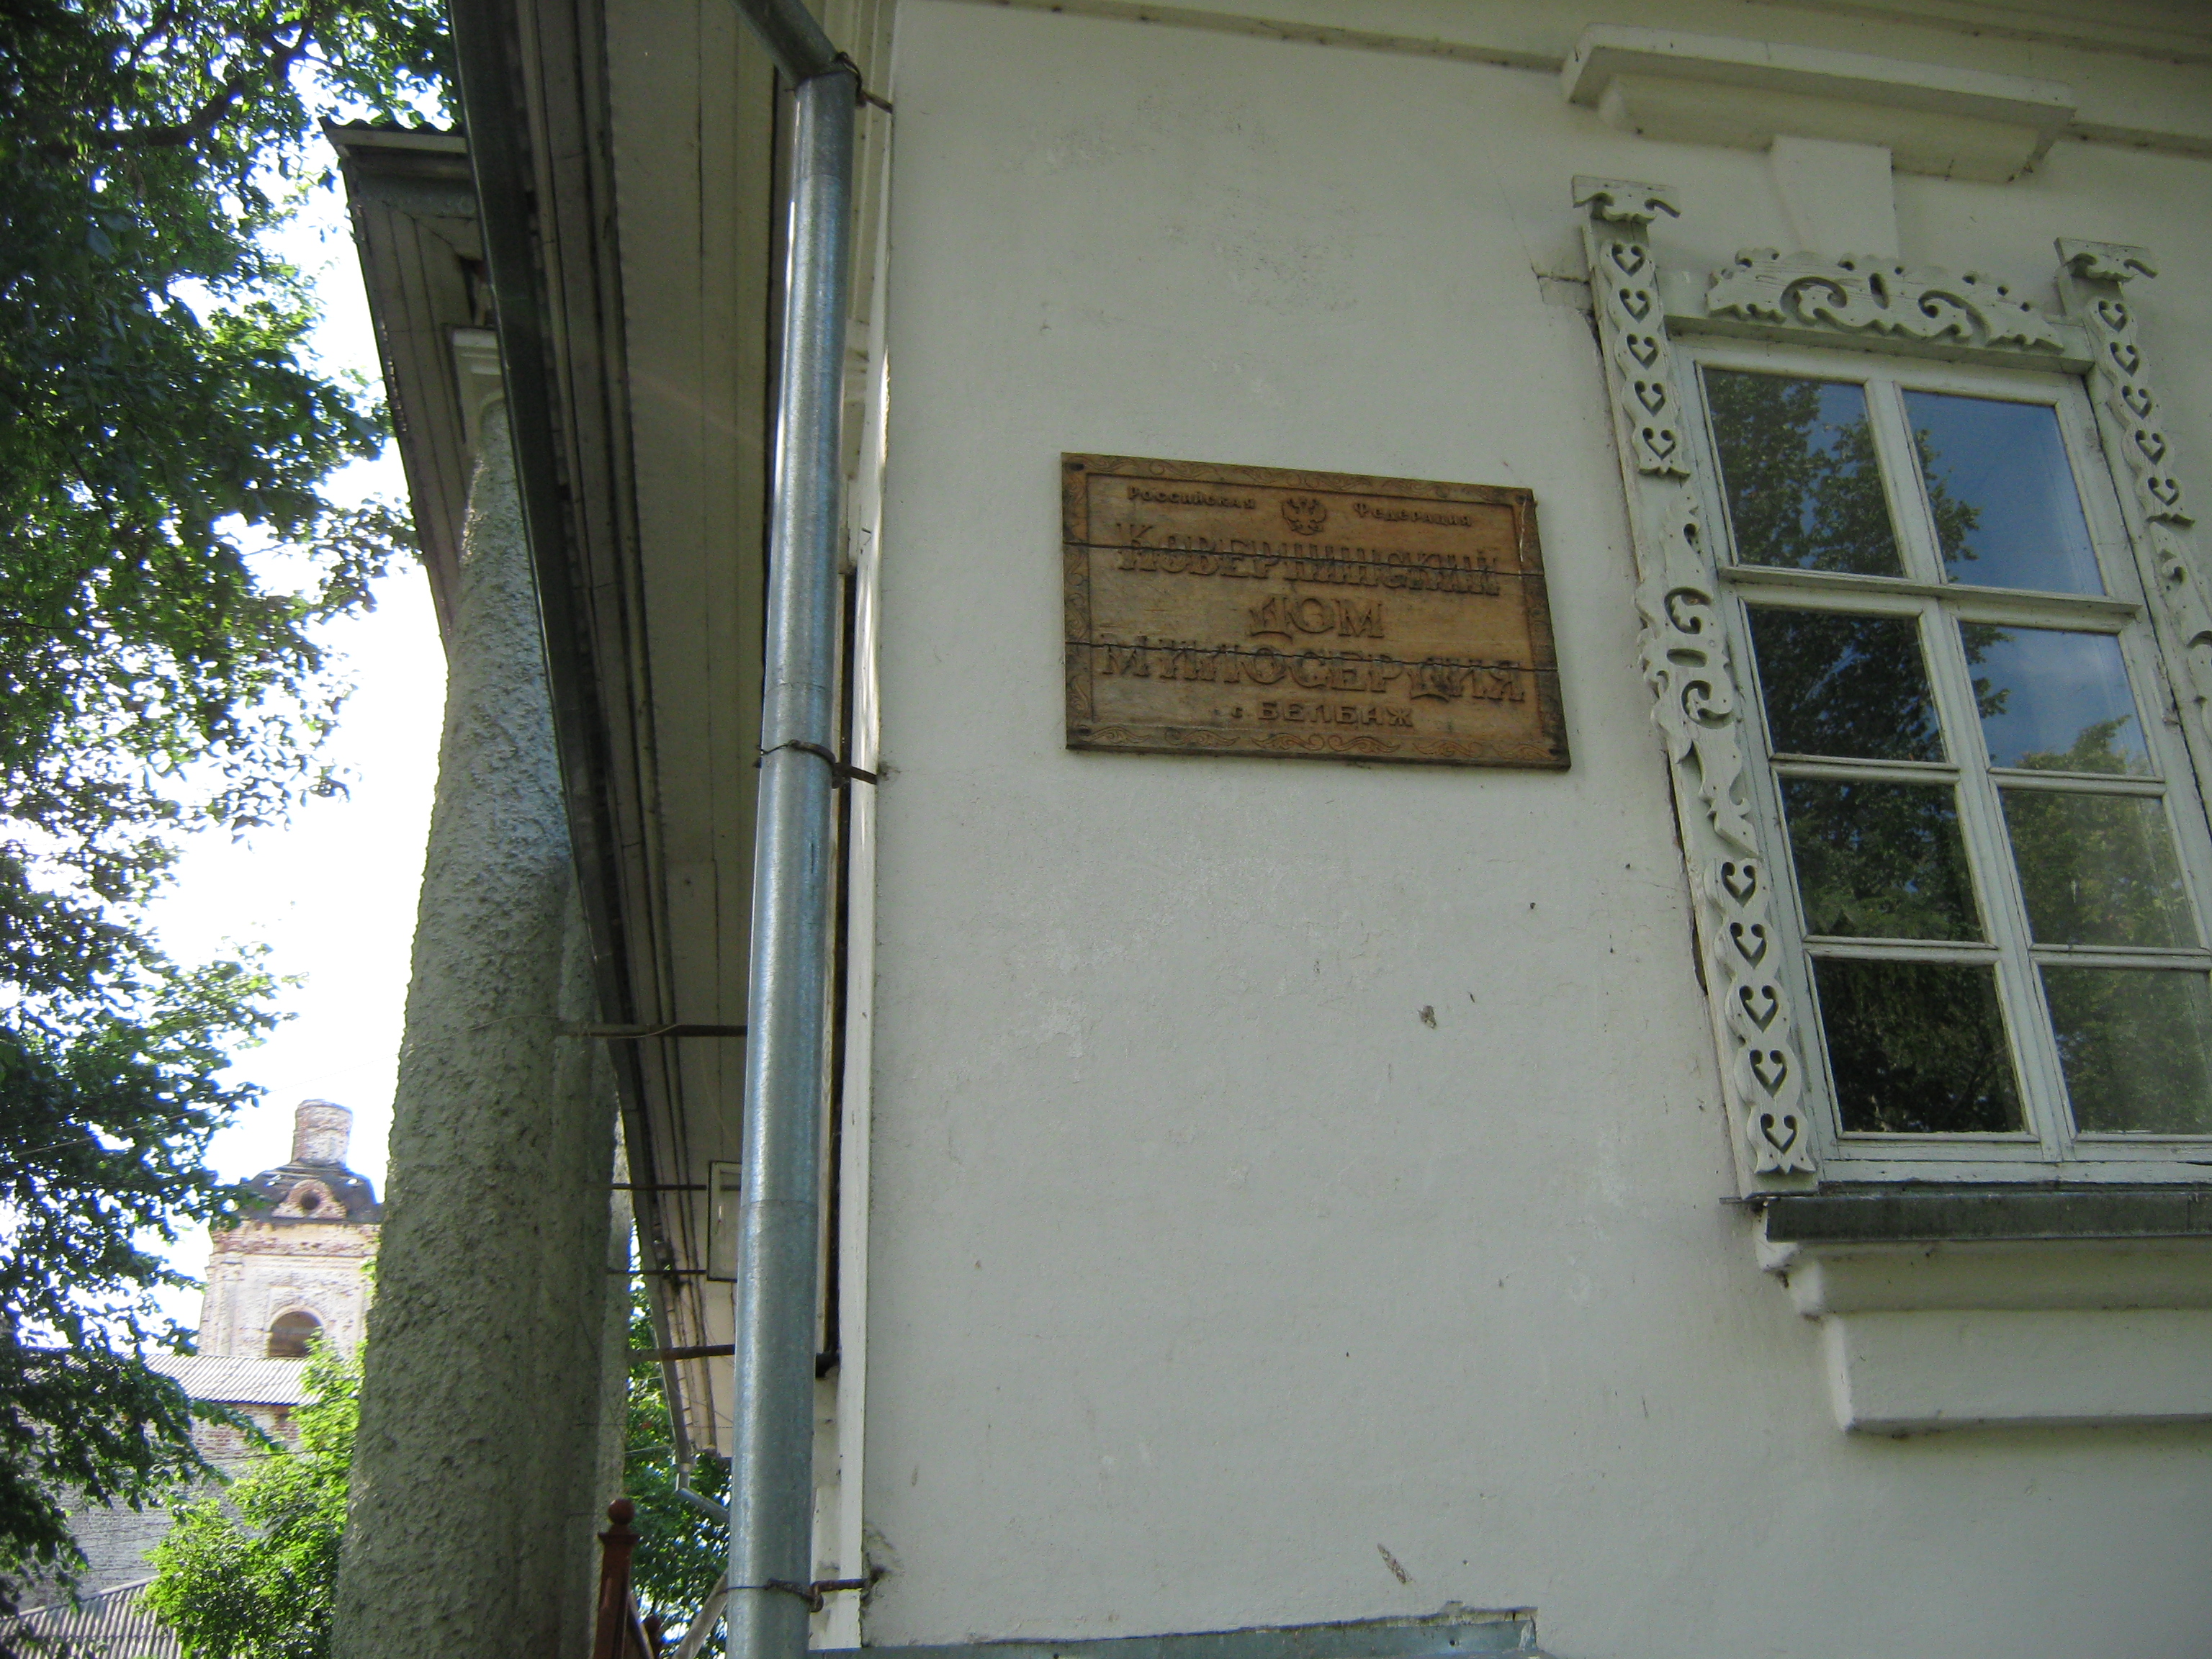 Российская Федерация
Ковернинский
ДОМ
МИЛОСЕРДИЯ
с. БЕЛБАЖ